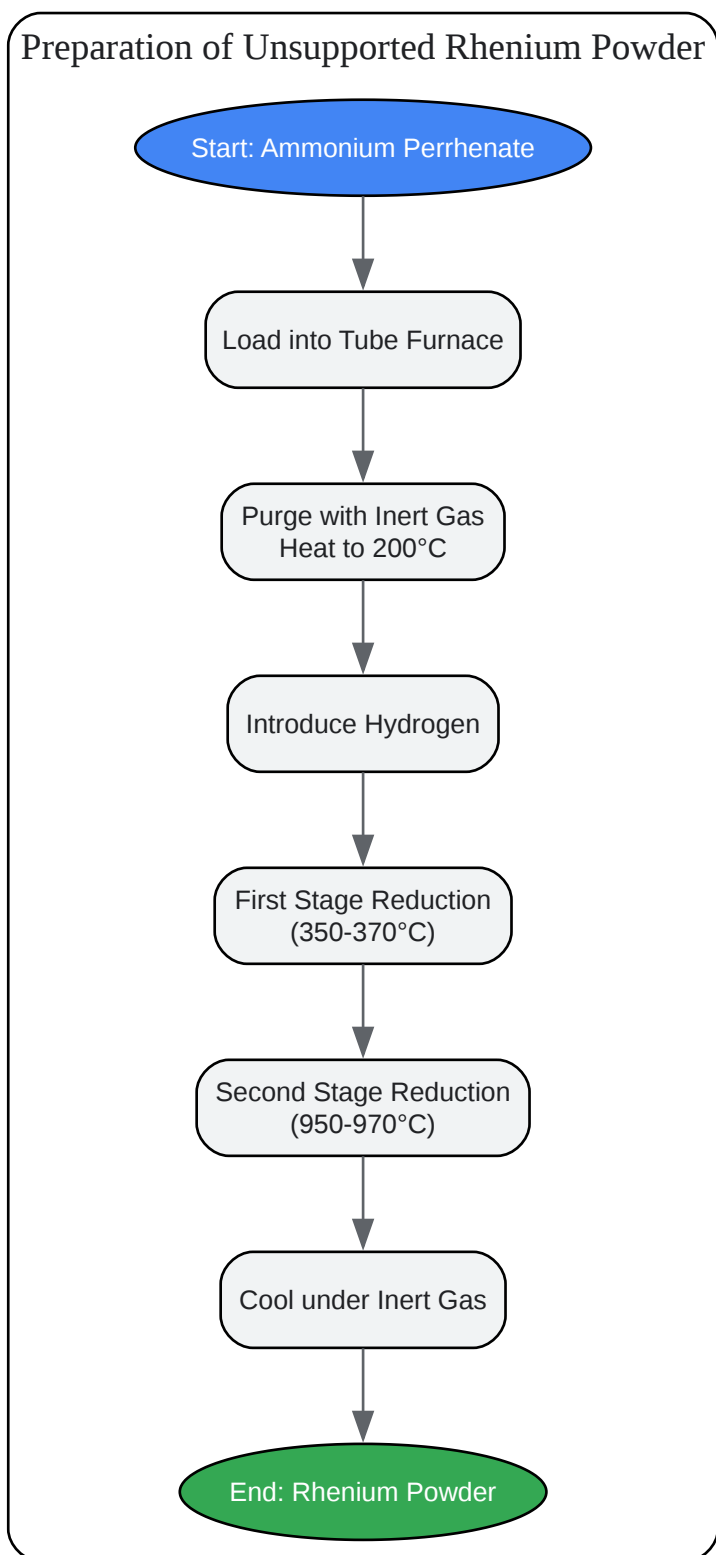 Preparation of Unsupported Rhenium Powder
Start: Ammonium Perrhenate
Load into Tube Furnace
Purge with Inert Gas
Heat to 200°C
Introduce Hydrogen
First Stage Reduction
(350-370°C)
Second Stage Reduction
(950-970°C)
Cool under Inert Gas
End: Rhenium Powder